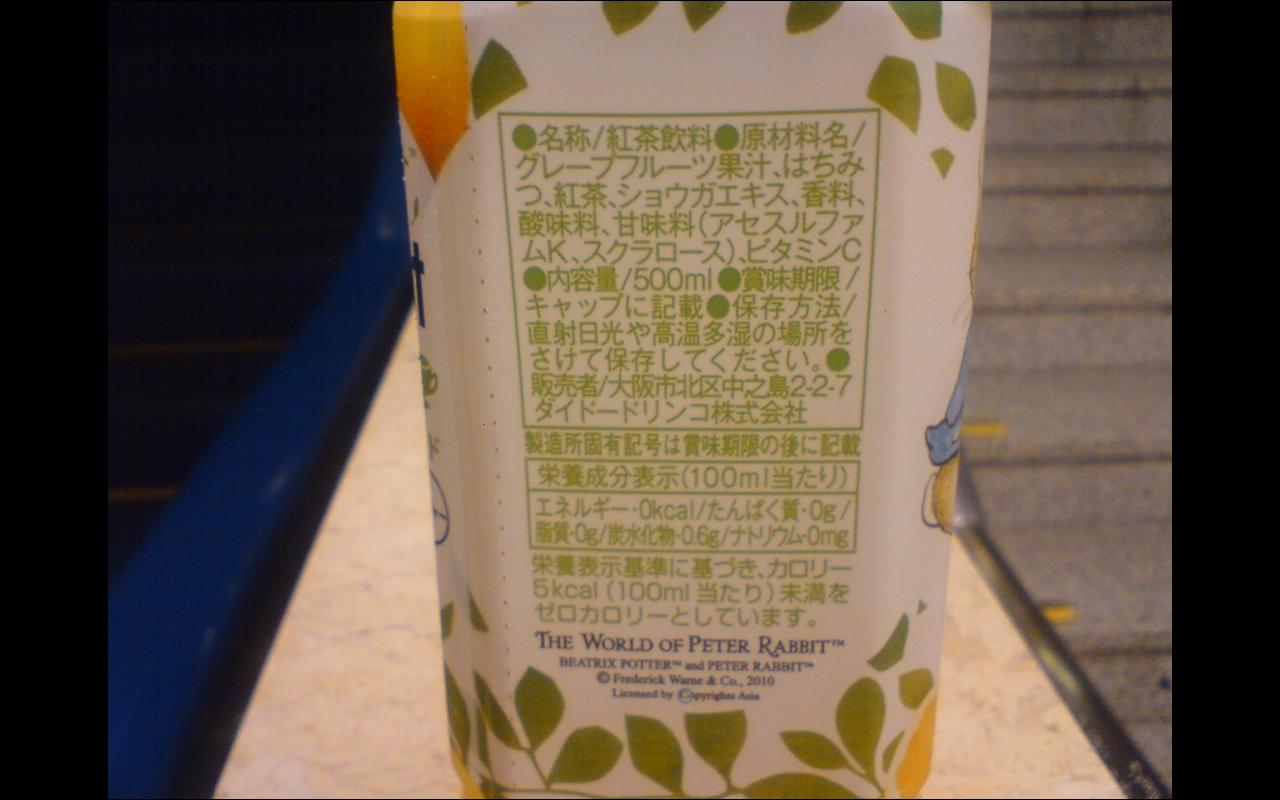 ●名称/紅茶飲料●原材料名/
グレープフルーツ果汁、はちみ
つ、紅茶、ショウガエキス、香料、
酸味料、甘味料(アセスルファ
ムK、スクラロース)、ビタミンC
●内容量/500ml●賞味期限/
キャップに記載●保存方法/
直射日光や高温多湿の場所を
さけて保存してください。●
販売者/大阪市北区中之島2-2-7
ダイドードリンコ株式会社
製造所固有記号は賞味期限の後に記載
栄養成分表示(100ml当たり)
エネルギー・0kcal/たんぱく質・0g/
脂質・0g/炭水化物・0.6g/ナトリウム・0mg
栄養表示基準に基づき、カロリー
5kcal(100ml当たり)未満を
ゼロカロリーとしています。
THE WORLD OF PETER RABBIT™
BEATRIX POTTER™ and PETER RABBIT™
© Frederick Warne & Co., 2010
Licensed by Copyrights Asia
汁
ド